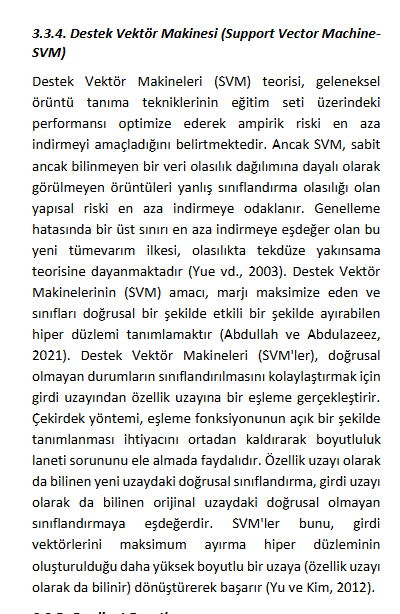 3.3.4. Destek Vektör Makinesi (Support Vector Machine-
SVM)
Destek Vektör Makineleri (SVM) teorisi, geleneksel
örüntü tanıma tekniklerinin eğitim seti üzerindeki
performansı optimize ederek ampirik riski en aza
indirmeyi amaçladığını belirtmektedir. Ancak SVM, sabit
ancak bilinmeyen bir veri olasılık dağılımına dayalı olarak
görülmeyen örüntüleri yanlış sınıflandırma olasılığı olan
yapısal riski en aza indirmeye odaklanır. Genelleme
hatasında bir üst sınırı en aza indirmeye eşdeğer olan bu
yeni tümevarım ilkesi, olasılıkta tekdüze yakınsama
teorisine dayanmaktadır (Yue vd., 2003). Destek Vektör
Makinelerinin (SVM) amacı, marjı maksimize eden ve
sınıfları doğrusal bir şekilde etkili bir şekilde ayırabilen
hiper düzlemi tanımlamaktır (Abdullah ve Abdulazeez,
2021). Destek Vektör Makineleri (SVM'ler), doğrusal
olmayan durumların sınıflandırılmasını kolaylaştırmak için
girdi uzayından özellik uzayına bir eşleme gerçekleştirir.
Çekirdek yöntemi, eşleme fonksiyonunun açık bir şekilde
tanımlanması ihtiyacını ortadan kaldırarak boyutluluk
laneti sorununu ele almada faydalıdır. Özellik uzayı olarak
da bilinen yeni uzaydaki doğrusal sınıflandırma, girdi uzayı
olarak da bilinen orijinal uzaydaki doğrusal olmayan
sınıflandırmaya eşdeğerdir. SVM'ler bunu, girdi
vektörlerini maksimum ayırma hiper düzleminin
oluşturulduğu daha yüksek boyutlu bir uzaya (özellik uzayı
olarak da bilinir) dönüştürerek başarır (Yu ve Kim, 2012).